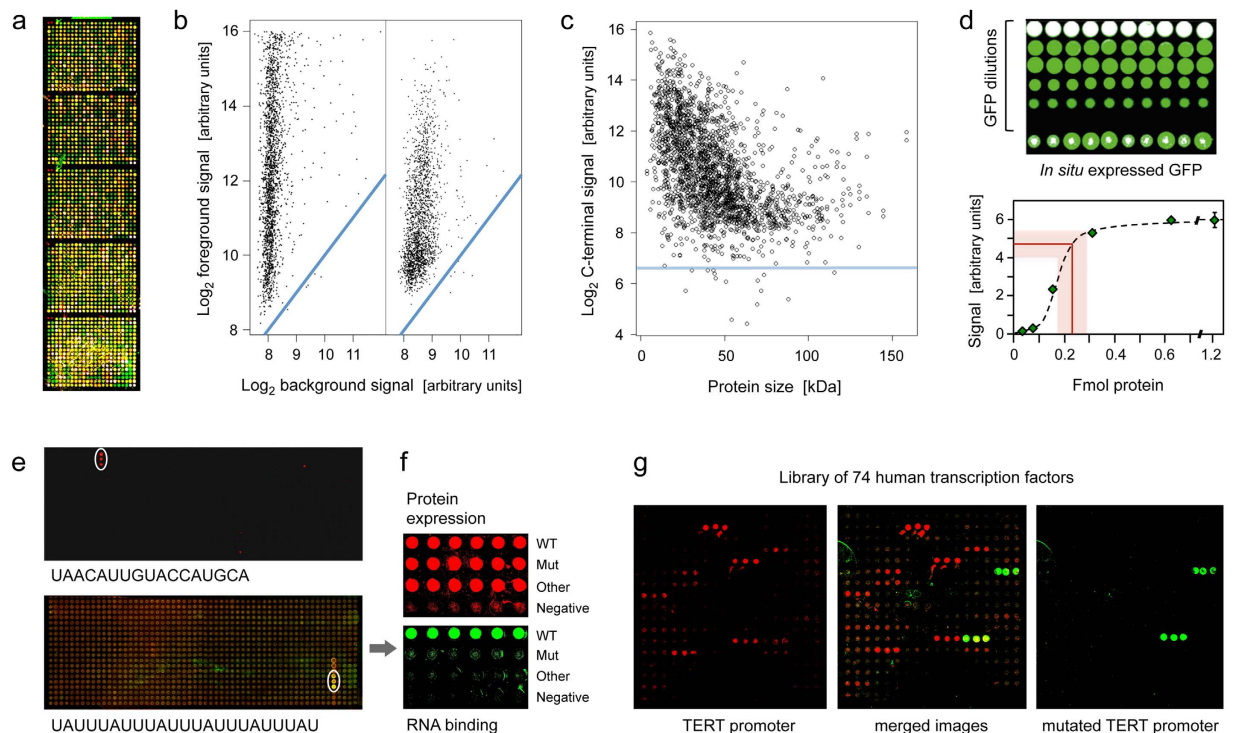 a
b
16
14
12
10
8
8 9 10 11
8 9 10 11
Log2 foreground signal [arbitrary units]
Log2 background signal [arbitrary units]
c
16
14
12
10
8
6
4
0 50 100 150
Log2 C-terminal signal [arbitrary units]
Protein size [kDa]
d
GFP dilutions
In situ expressed GFP
6
4
2
0
0 0.2 0.4 0.6 1.2
Signal [arbitrary units]
Fmol protein
e
UAACAUUGUACCAUGCA
UAUUUAUUUAUUUAUUUAUUUAU
f
Protein
expression
WT
Mut
Other
Negative
WT
Mut
Other
Negative
RNA binding
g
Library of 74 human transcription factors
TERT promoter
merged images
mutated TERT promoter